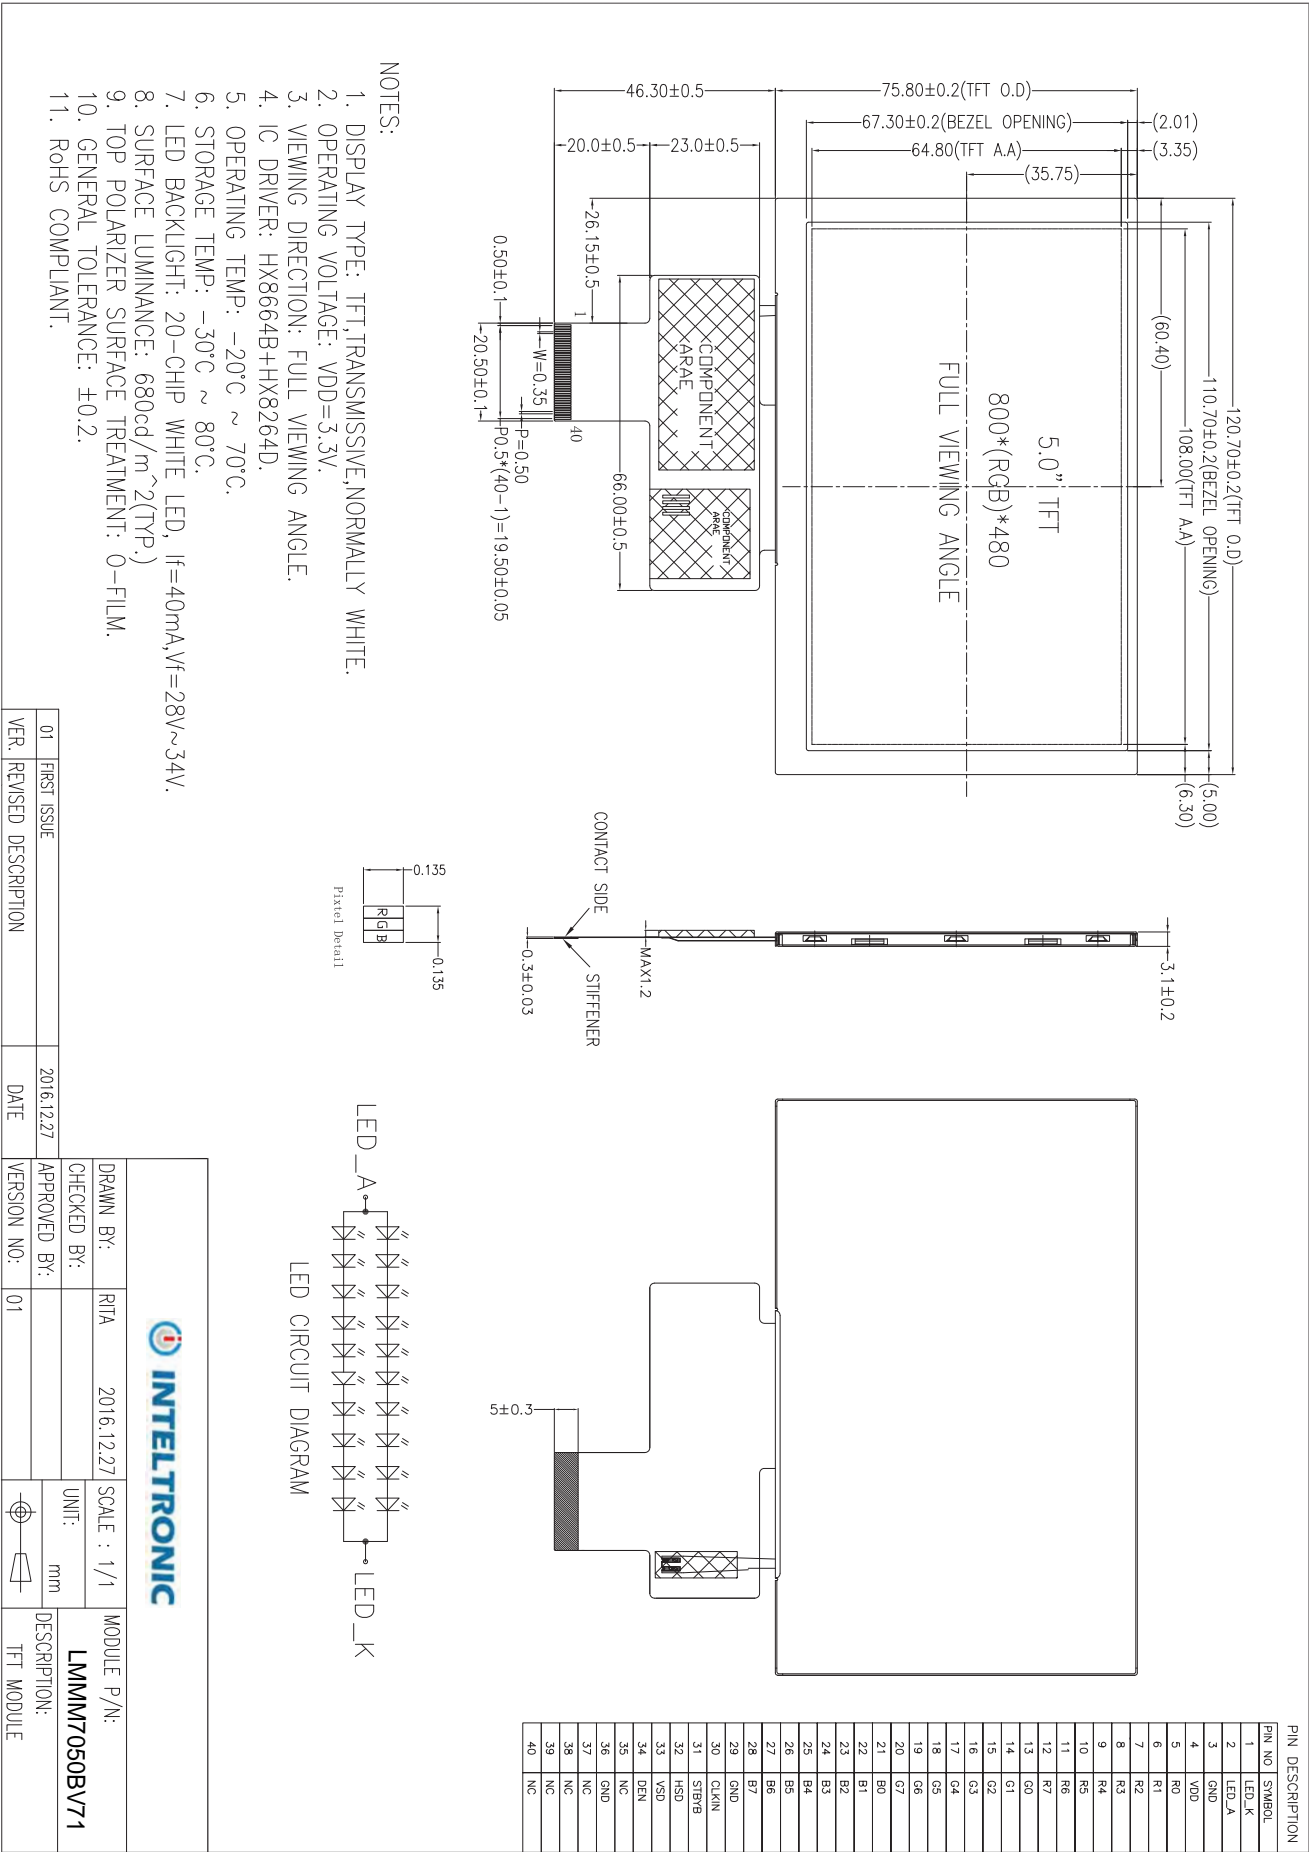 120.70±0.2(TFT O.D)
110.70±0.2(BEZEL OPENING)
108.00(TFT A.A)
(60.40)
(5.00)
(6.30)
75.80±0.2(TFT O.D)
67.30±0.2(BEZEL OPENING)
64.80(TFT A.A)
(35.75)
(2.01)
(3.35)
46.30±0.5
20.0±0.5
23.0±0.5
5.0" TFT
800*(RGB)*480
FULL VIEWING ANGLE
COMPONENT
ARAE
COMPONENT
ARAE
26.15±0.5
66.00±0.5
1
40
0.50±0.1
W=0.35
P=0.50
20.50±0.1
P0.5*(40-1)=19.50±0.05
3.1±0.2
MAX1.2
CONTACT SIDE
STIFFENER
0.3±0.03
0.135
0.135
R G B
Pixtel Detail
5±0.3
LED_A
LED_K
LED CIRCUIT DIAGRAM
NOTES:
1. DISPLAY TYPE: TFT,TRANSMISSIVE,NORMALLY WHITE.
2. OPERATING VOLTAGE: VDD=3.3V.
3. VIEWING DIRECTION: FULL VIEWING ANGLE.
4. IC DRIVER: HX8664B+HX8264D.
5. OPERATING TEMP: -20°C ~ 70°C.
6. STORAGE TEMP: -30°C ~ 80°C.
7. LED BACKLIGHT: 20-CHIP WHITE LED, If=40mA,Vf=28V~34V.
8. SURFACE LUMINANCE: 680cd/m^2(TYP.)
9. TOP POLARIZER SURFACE TREATMENT: O-FILM.
10. GENERAL TOLERANCE: ±0.2.
11. RoHS COMPLIANT.
PIN DESCRIPTION
PIN NO SYMBOL
1 LED_K
2 LED_A
3 GND
4 VDD
5 R0
6 R1
7 R2
8 R3
9 R4
10 R5
11 R6
12 R7
13 G0
14 G1
15 G2
16 G3
17 G4
18 G5
19 G6
20 G7
21 B0
22 B1
23 B2
24 B3
25 B4
26 B5
27 B6
28 B7
29 GND
30 CLKIN
31 STBYB
32 HSD
33 VSD
34 DEN
35 NC
36 GND
37 NC
38 NC
39 NC
40 NC
01 FIRST ISSUE 2016.12.27
VER. REVISED DESCRIPTION DATE
INTELTRONIC
DRAWN BY: RITA 2016.12.27
CHECKED BY:
APPROVED BY:
VERSION NO: 01
SCALE : 1/1
UNIT: mm
MODULE P/N:
LMMM7050BV71
DESCRIPTION:
TFT MODULE